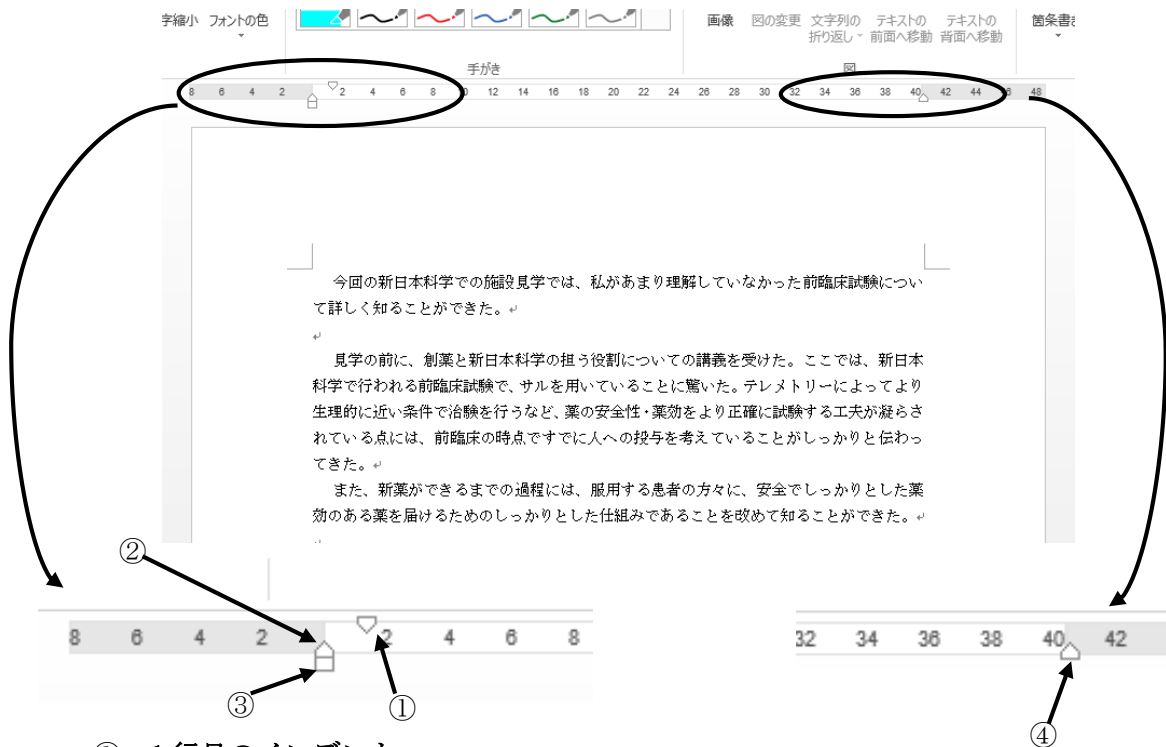 字縮小 フォントの色 画像 図の変更 文字列の折り返し テキストの前面へ移動 テキストの背面へ移動 箇条書き
手がき 図
8 6 4 2 2 4 6 8 10 12 14 16 18 20 22 24 26 28 30 32 34 36 38 40 42 44 46 48
今回の新日本科学での施設見学では、私があまり理解していなかった前臨床試験につい
て詳しく知ることができた。↵
↵
見学の前に、創薬と新日本科学の担う役割についての講義を受けた。ここでは、新日本
科学で行われる前臨床試験で、サルを用いていることに驚いた。テレメトリーによってより
生理的に近い条件で治験を行うなど、薬の安全性・薬効をより正確に試験する工夫が凝らさ
れている点には、前臨床の時点ですでに人への投与を考えていることがしっかりと伝わっ
てきた。↵
また、新薬ができるまでの過程には、服用する患者の方々に、安全でしっかりとした薬
効のある薬を届けるためのしっかりとした仕組みであることを改めて知ることができた。↵
②
8 6 4 2 2 4 6 8 32 34 36 38 40 42
③ ① ④